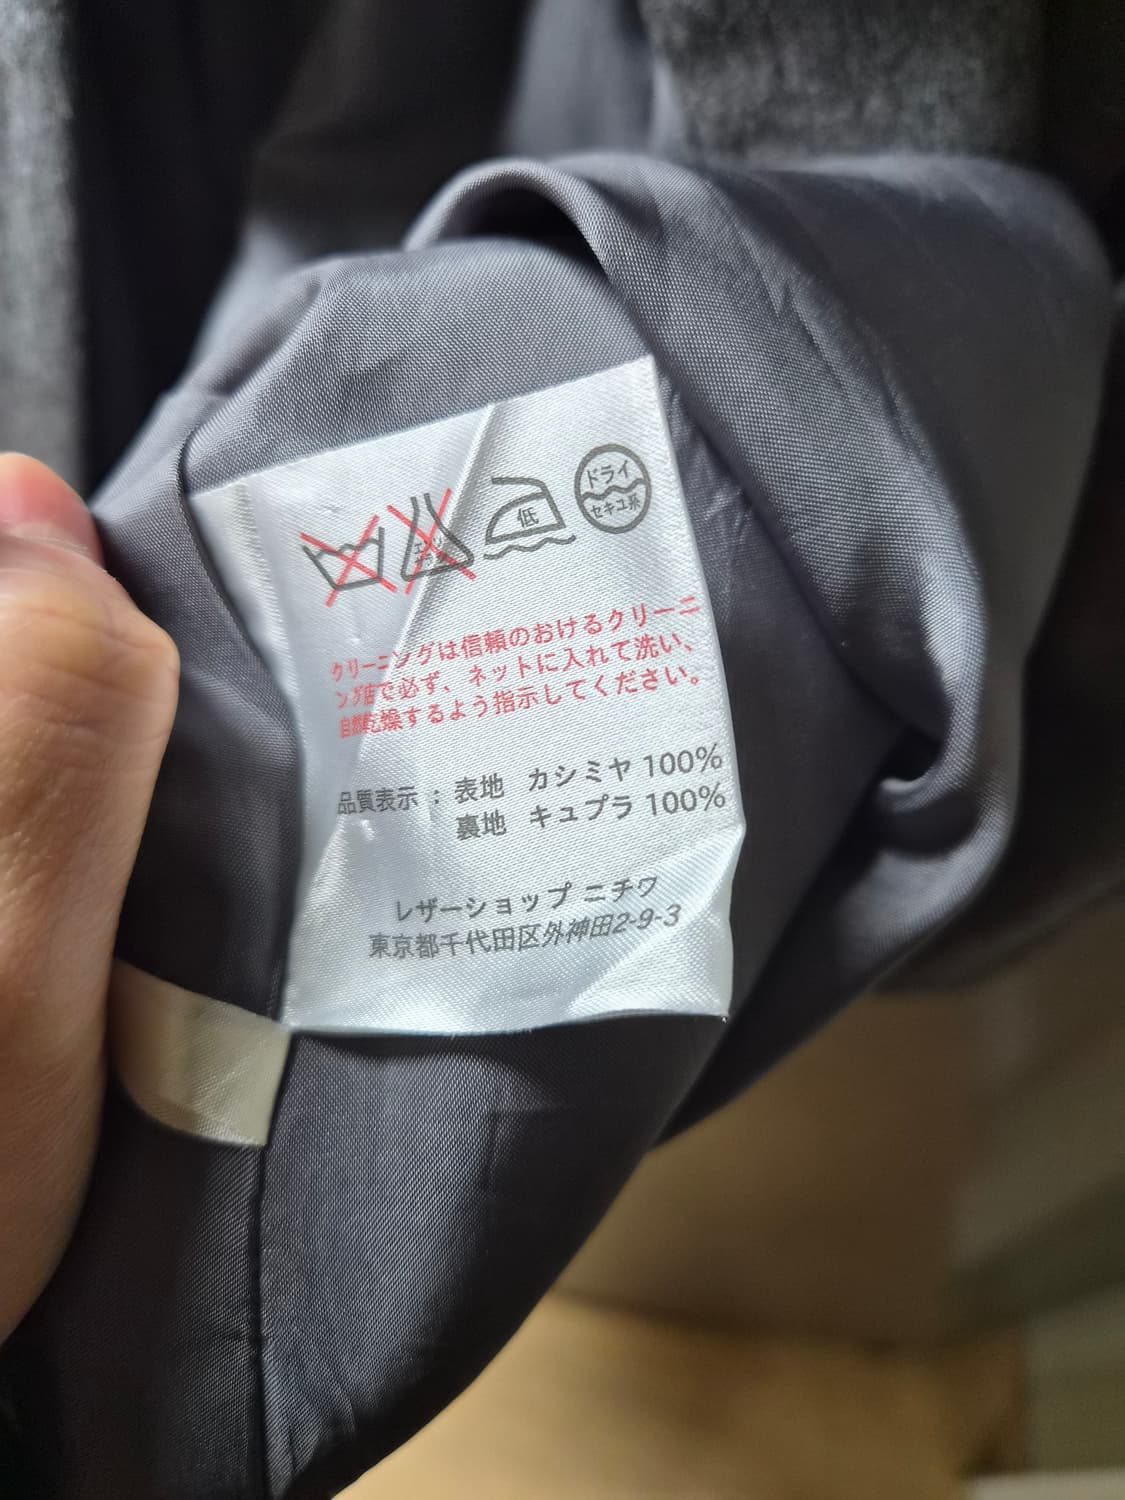 低
ドライ
セキユ系
クリーニングは信頼のおけるクリーニ
ング店で必ず、ネットに入れて洗い、
自然乾燥するよう指示してください。
品質表示：表地 カシミヤ 100%
裏地 キュプラ 100%
レザーショップ ニチワ
東京都千代田区外神田2-9-3